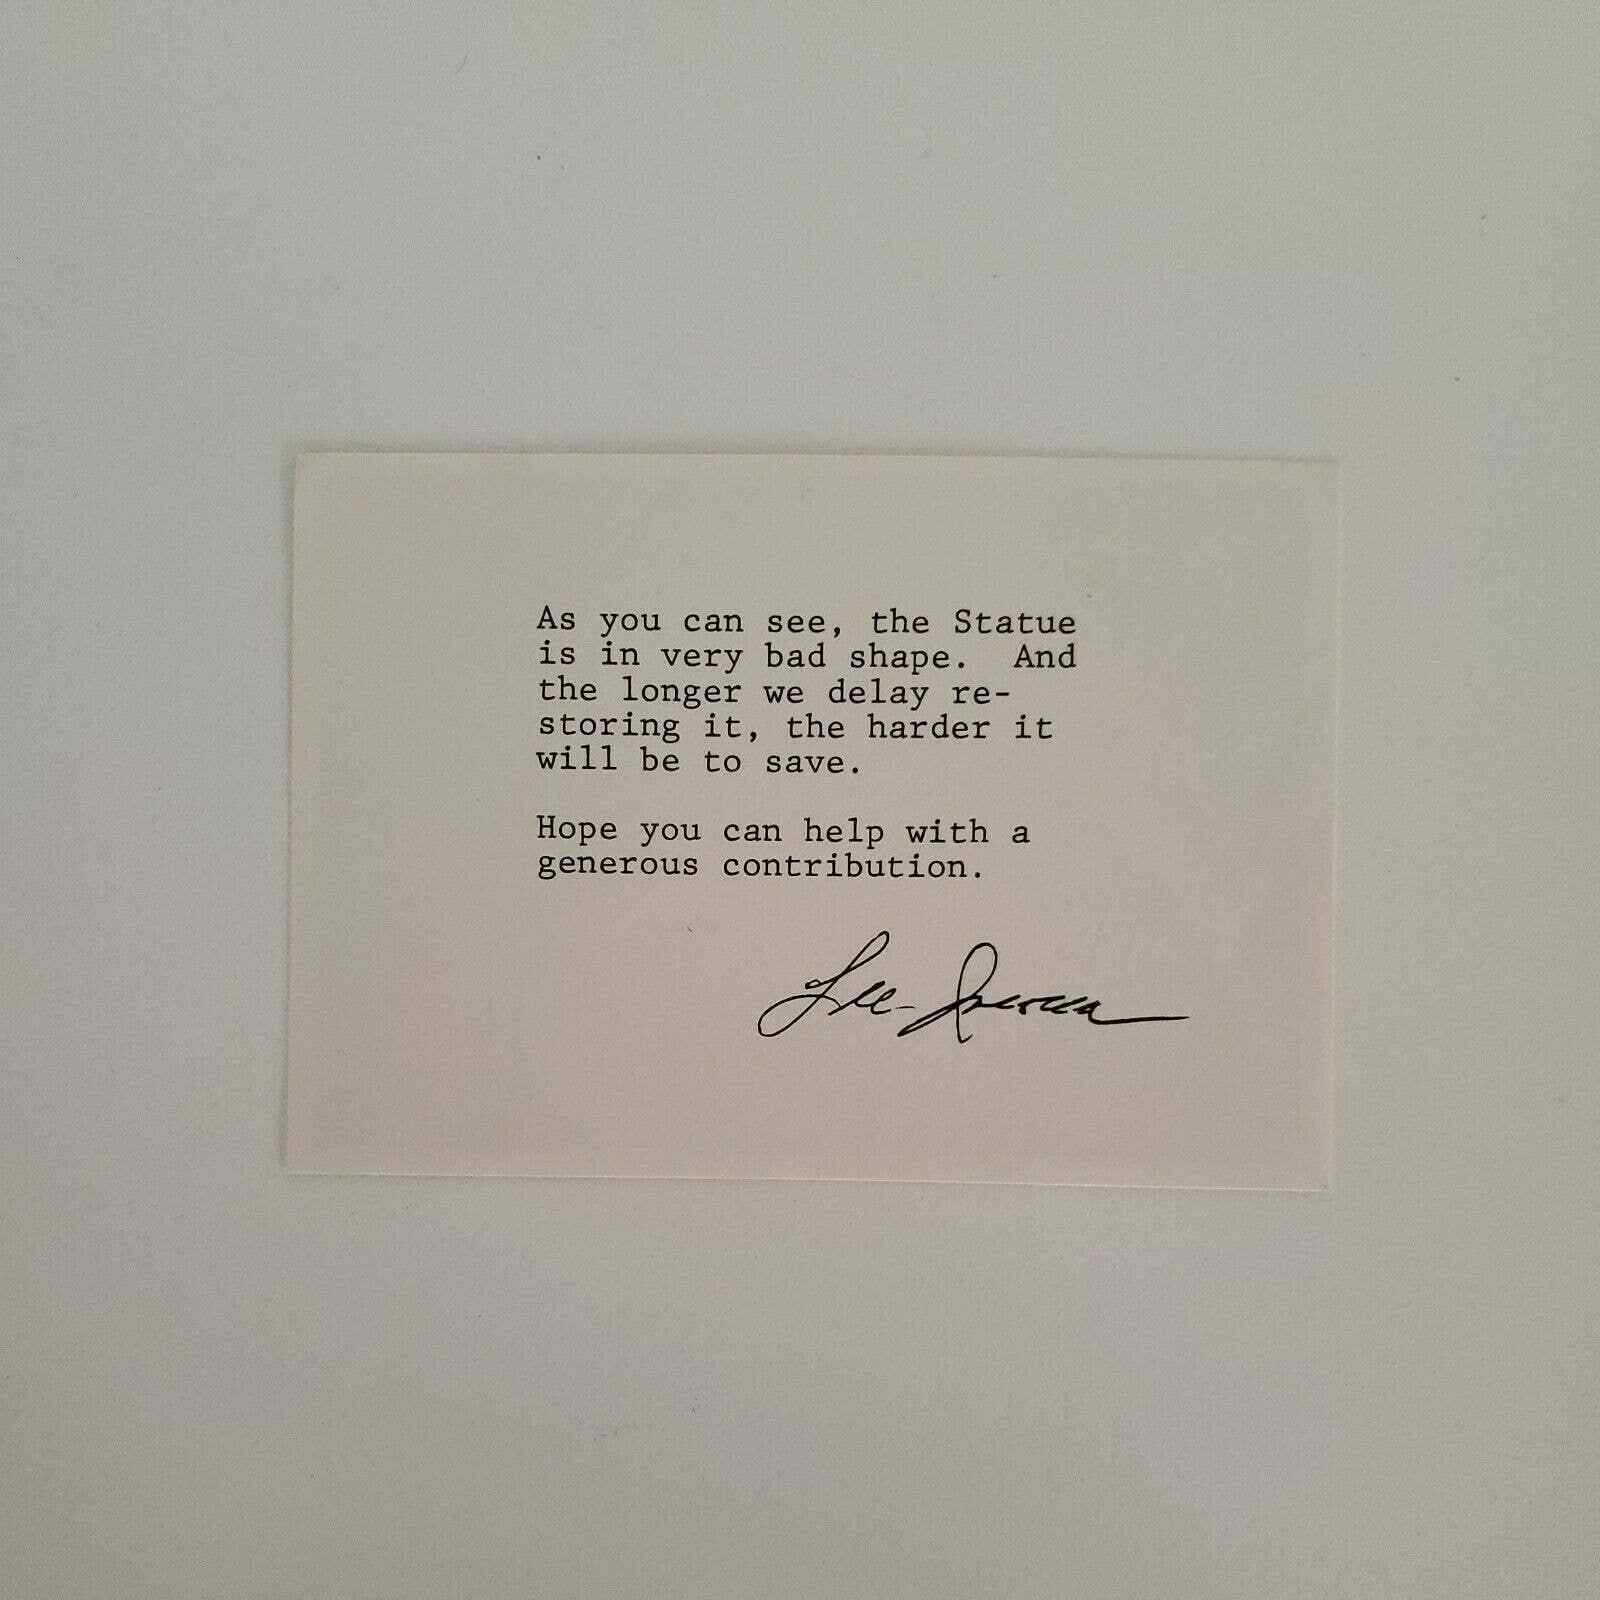 As you can see, the Statue
is in very bad shape.  And
the longer we delay re-
storing it, the harder it
will be to save.
Hope you can help with a
generous contribution.
Lee